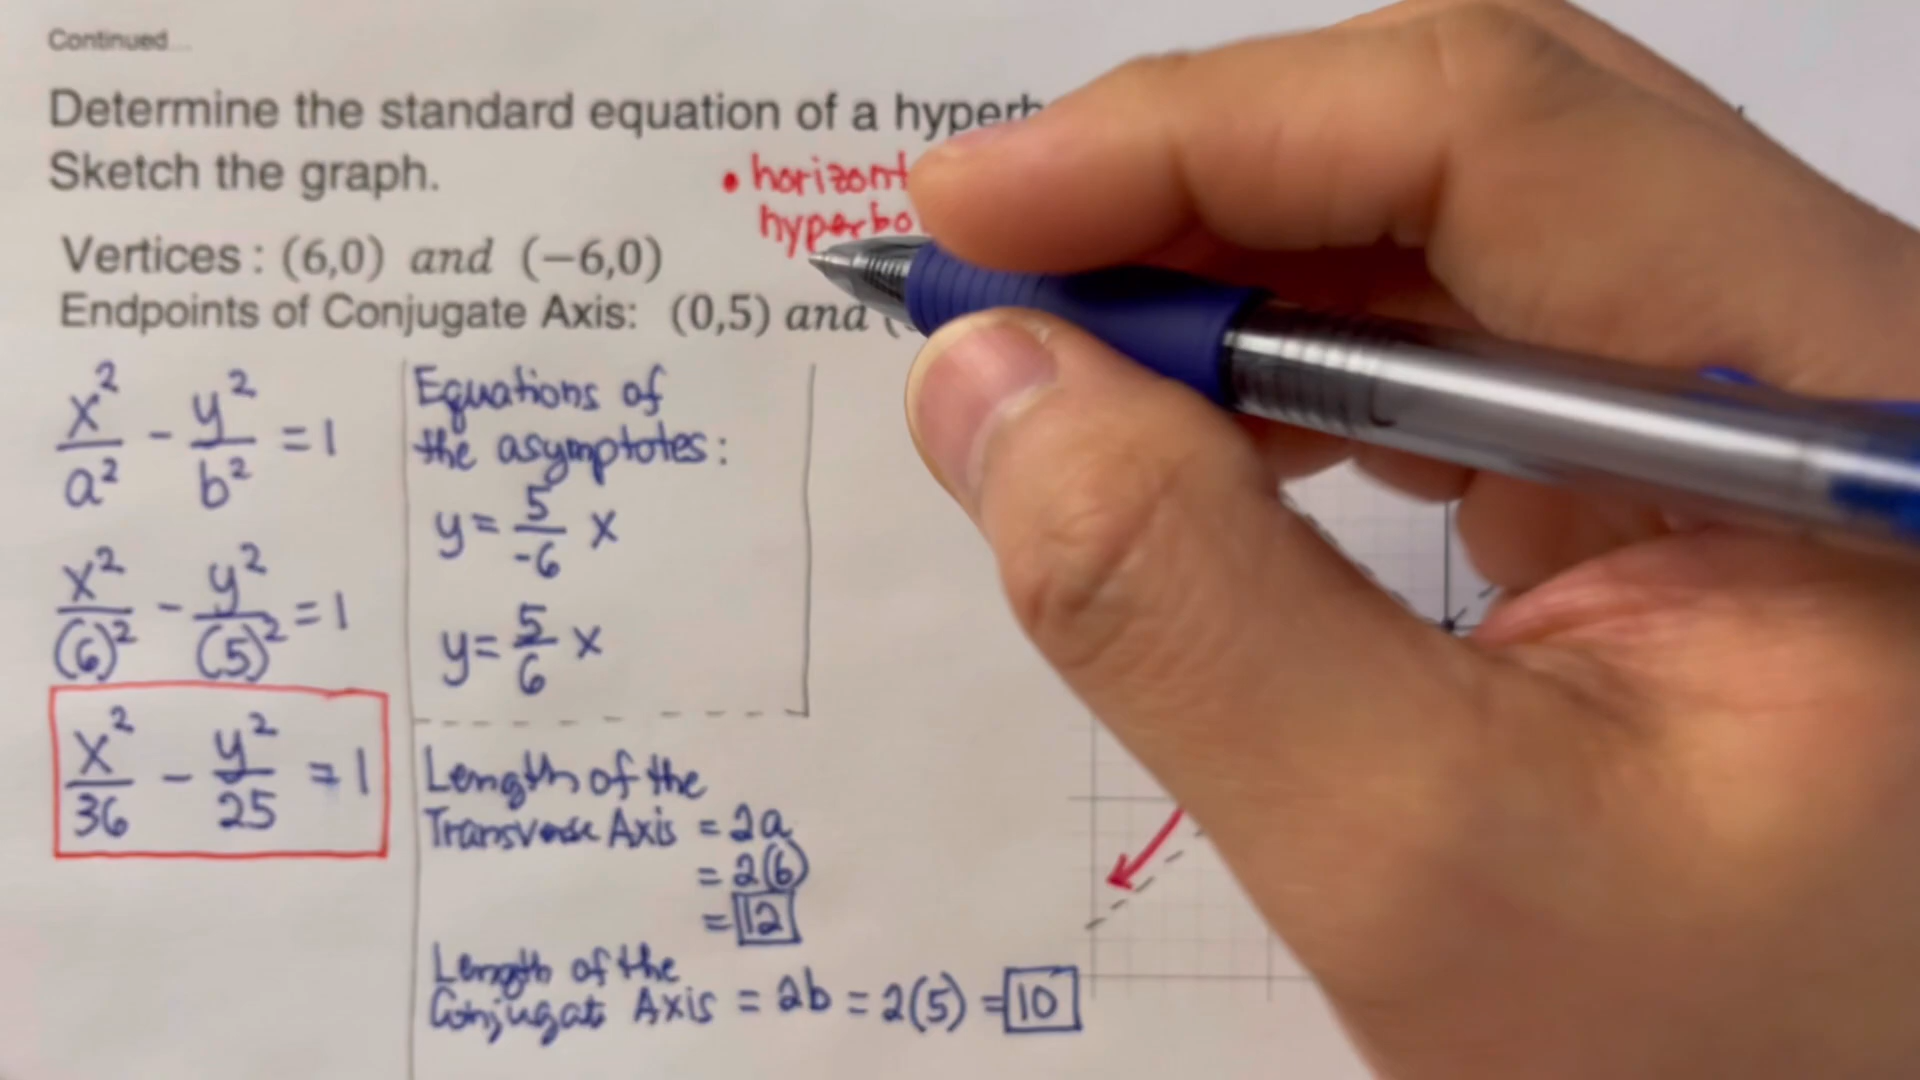 Continued...
Determine the standard equation of a
Sketch the graph.
•
Vertices : (6,0) and (−6,0)
Endpoints of Conjugate Axis: (0,5) and
x²/a² - y²/b² = 1
x²/(6)² - y²/(5)² = 1
x²/36 - y²/25 = 1
Equations of
the asymptotes:
y = 5/-6 x
y = 5/6 x
Length of the
Transverse Axis = 2a
= 2(6)
= 12
Length of the
Conjugate Axis = 2b = 2(5) = 10